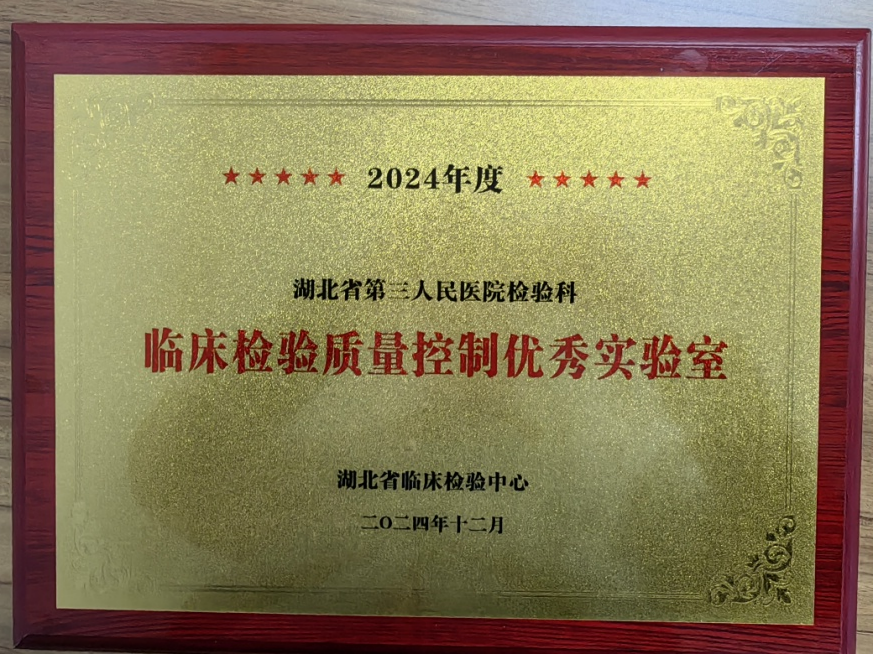 ★★★★★ 2024年度 ★★★★★
湖北省第三人民医院检验科
临床检验质量控制优秀实验室
湖北省临床检验中心
二〇二四年十二月